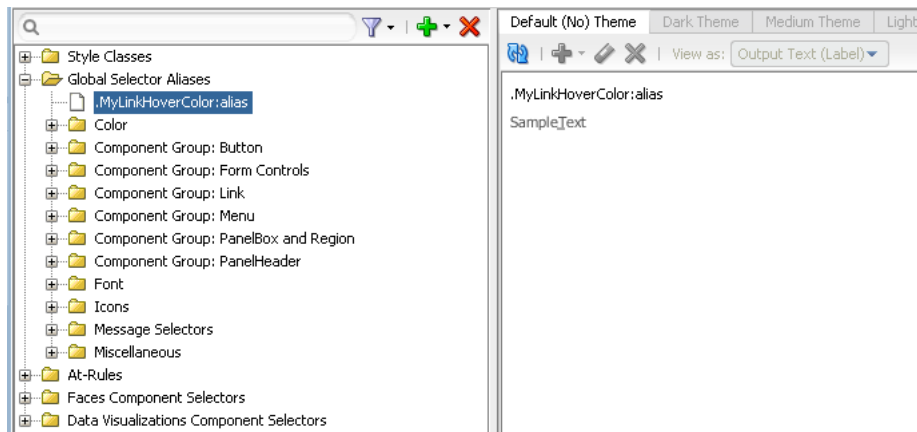 Style Classes
Global Selector Aliases
.MyLinkHoverColor:alias
Color
Component Group: Button
Component Group: Form Controls
Component Group: Link
Component Group: Menu
Component Group: PanelBox and Region
Component Group: PanelHeader
Font
Icons
Message Selectors
Miscellaneous
At-Rules
Faces Component Selectors
Data Visualizations Component Selectors
Default (No) Theme Dark Theme Medium Theme Light
View as: Output Text (Label)
.MyLinkHoverColor:alias
SampleText